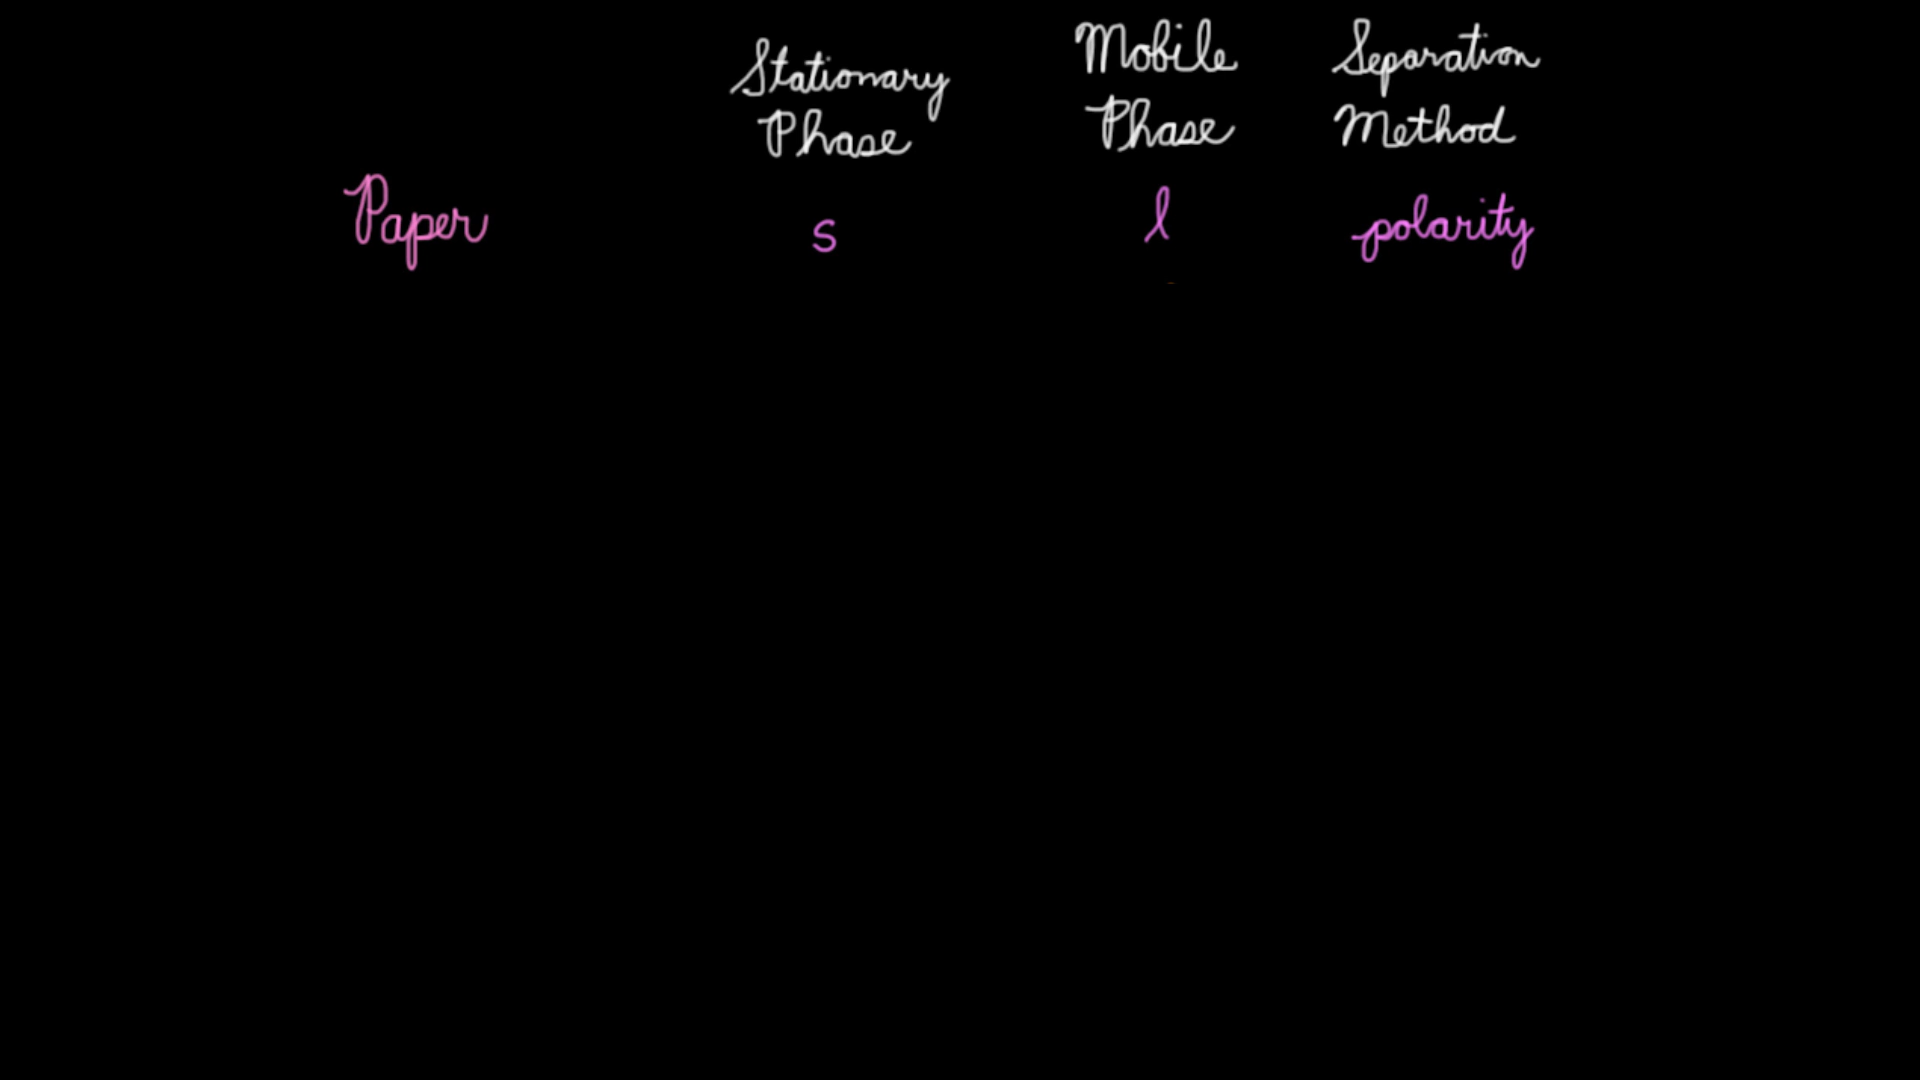 Stationary Phase
Mobile Phase
Separation Method
Paper s l polarity